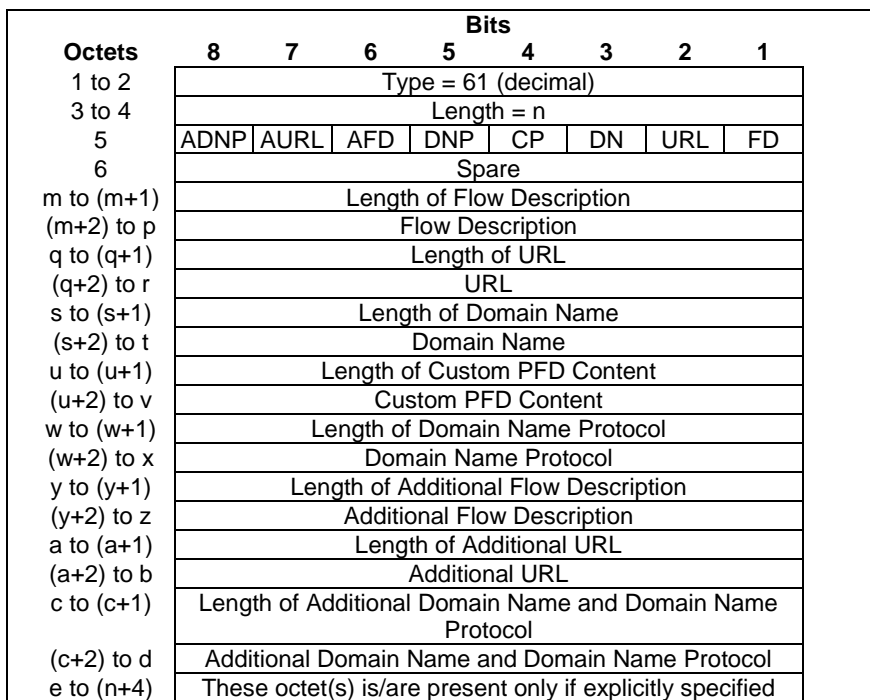 Bits
Octets 8 7 6 5 4 3 2 1
1 to 2 Type = 61 (decimal)
3 to 4 Length = n
5 ADNP AURL AFD DNP CP DN URL FD
6 Spare
m to (m+1) Length of Flow Description
(m+2) to p Flow Description
q to (q+1) Length of URL
(q+2) to r URL
s to (s+1) Length of Domain Name
(s+2) to t Domain Name
u to (u+1) Length of Custom PFD Content
(u+2) to v Custom PFD Content
w to (w+1) Length of Domain Name Protocol
(w+2) to x Domain Name Protocol
y to (y+1) Length of Additional Flow Description
(y+2) to z Additional Flow Description
a to (a+1) Length of Additional URL
(a+2) to b Additional URL
c to (c+1) Length of Additional Domain Name and Domain Name
Protocol
(c+2) to d Additional Domain Name and Domain Name Protocol
e to (n+4) These octet(s) is/are present only if explicitly specified